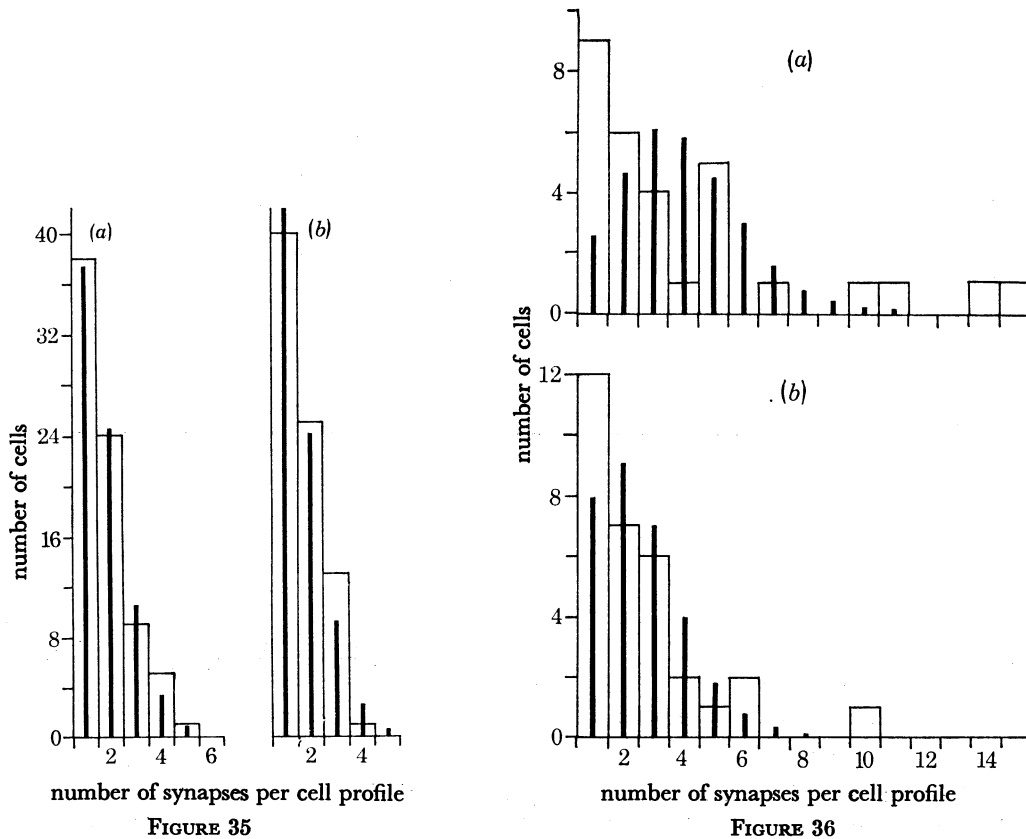 number of cells
40
32
24
16
8
0
(a)
(b)
2 4 6
2 4
number of synapses per cell profile
FIGURE 35
number of cells
8
4
0
(a)
12
8
4
0
(b)
2 4 6 8 10 12 14
number of synapses per cell profile
FIGURE 36